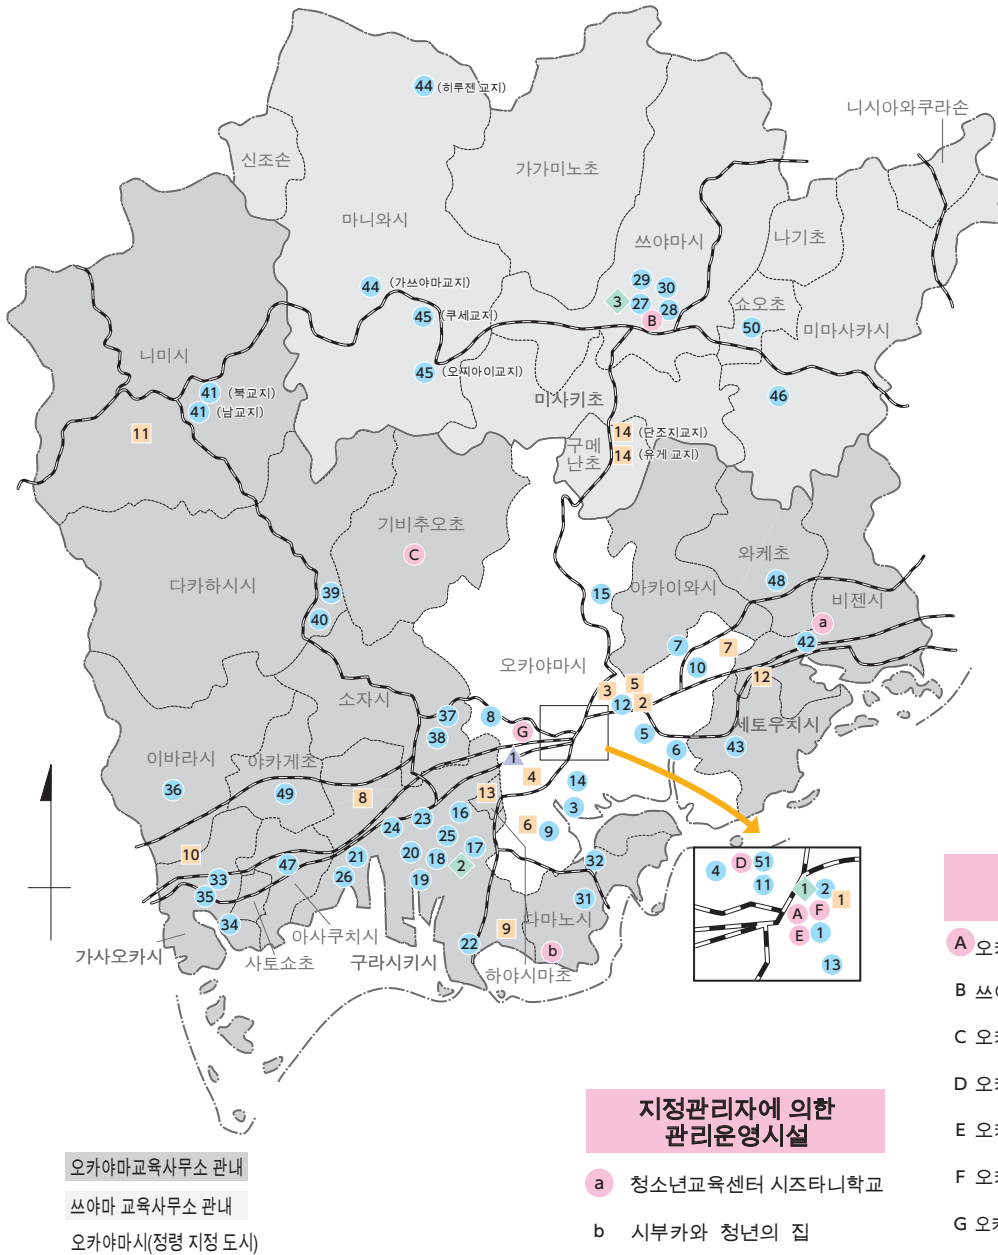 44 (히루젠 교지)
니시아와쿠라손
신조손
가가미노초
마니와시
쓰야마시
나기초
44 (가쓰야마교지)
29
30
3
27
28
B
쇼오초
50
미마사카시
45 (쿠세교지)
니미시
45 (오찌아이교지)
41 (북교지)
41 (남교지)
미사키초
46
11
14 (단조지교지)
구메
난초
14 (유게 교지)
기비추오초
C
와케초
다카하시시
39
40
15
아카이와시
48
비젠시
a
42
7
7
10
오카야마시
12
소자시
3
5
12
2
37
8
38
G
5
세토우치시
6
43
이바라시
야카게초
1
4
14
36
49
8
13
3
16
23
24
6
9
25
10
21
20
18
17
2
32
47
26
19
33
35
31
34
다마노시
9
22
b
가사오카시
아사쿠치시
사토쇼초
구라시키시
하야시마초
4
D
51
11
1
2
1
A
F
E
1
13
A 오카
B 쓰야
C 오카
D 오카
E 오카
F 오카
G 오카
지정관리자에 의한
관리운영시설
a 청소년교육센터 시즈타니학교
b 시부카와 청년의 집
오카야마교육사무소 관내
쓰야마 교육사무소 관내
오카야마시(정령 지정 도시)